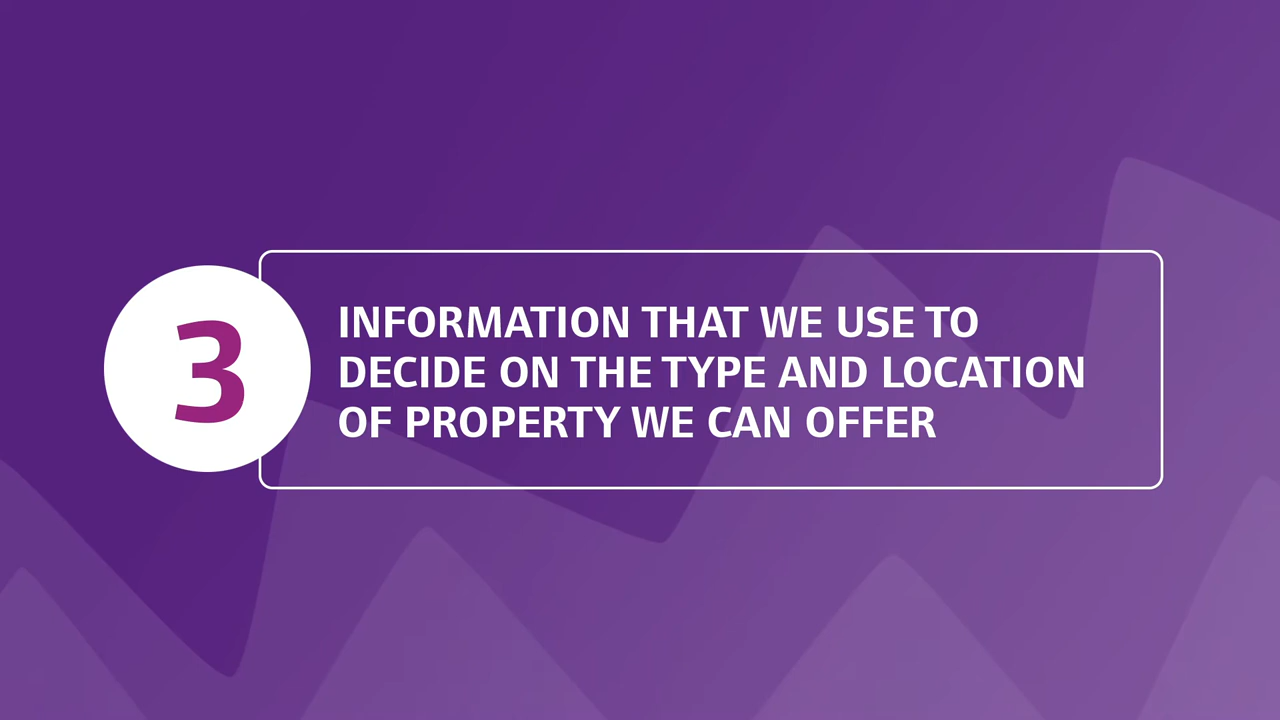 3
INFORMATION THAT WE USE TO
DECIDE ON THE TYPE AND LOCATION
OF PROPERTY WE CAN OFFER